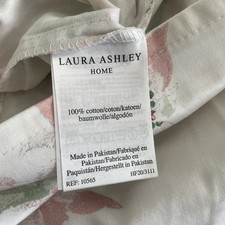 LAURA ASHLEY
HOME
100% cotton/coton/katoen/
baumwolle/algodón
Made in Pakistan/Fabriqué en
Pakistan/Fabricado en
Paquistán/Hergestellt in Pakistan
REF: 10565 HF20/3111